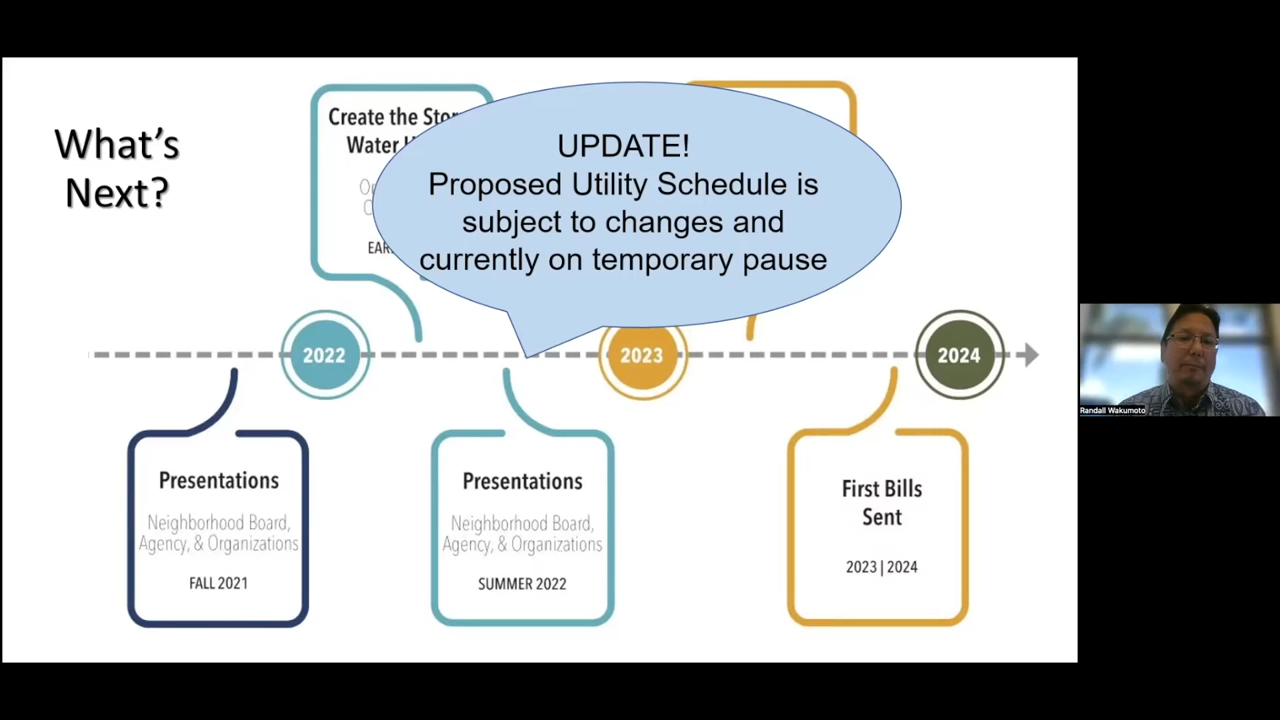 What's
Next?
Create the
Water
UPDATE!
Proposed Utility Schedule is
subject to changes and
currently on temporary pause
2022
2023
2024
Presentations
Neighborhood Board,
Agency, & Organizations
FALL 2021
Presentations
Neighborhood Board,
Agency, & Organizations
SUMMER 2022
First Bills
Sent
2023 | 2024
Randall Wakumoto